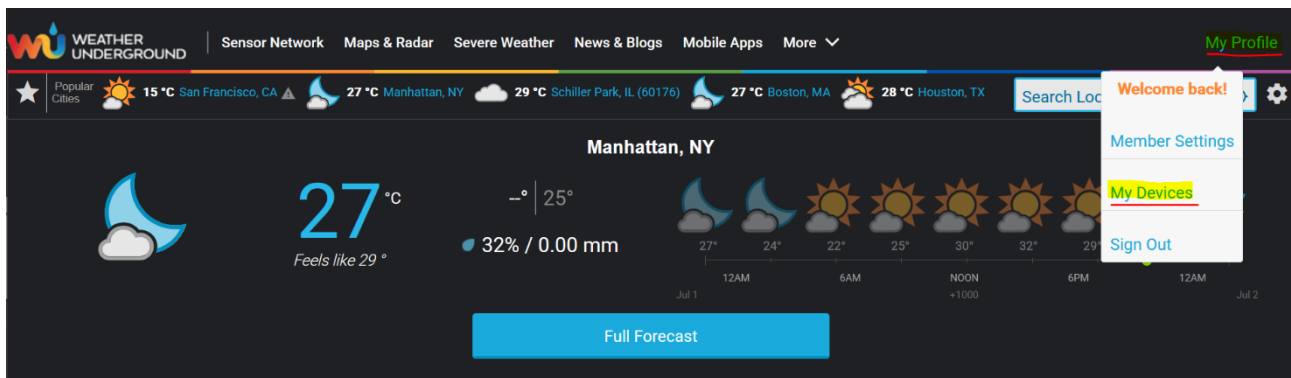 WEATHER
UNDERGROUND
Sensor Network Maps & Radar Severe Weather News & Blogs Mobile Apps More My Profile
Popular
Cities
15 °C San Francisco, CA 27 °C Manhattan, NY 29 °C Schiller Park, IL (60176) 27 °C Boston, MA 28 °C Houston, TX
Search Loc
Welcome back!
Member Settings
My Devices
Sign Out
Manhattan, NY
27 °C
Feels like 29 °
--° | 25°
32% / 0.00 mm
27° 24° 22° 25° 30° 32° 29°
12AM 6AM NOON 6PM 12AM
Jul 1 +1000 Jul 2
Full Forecast